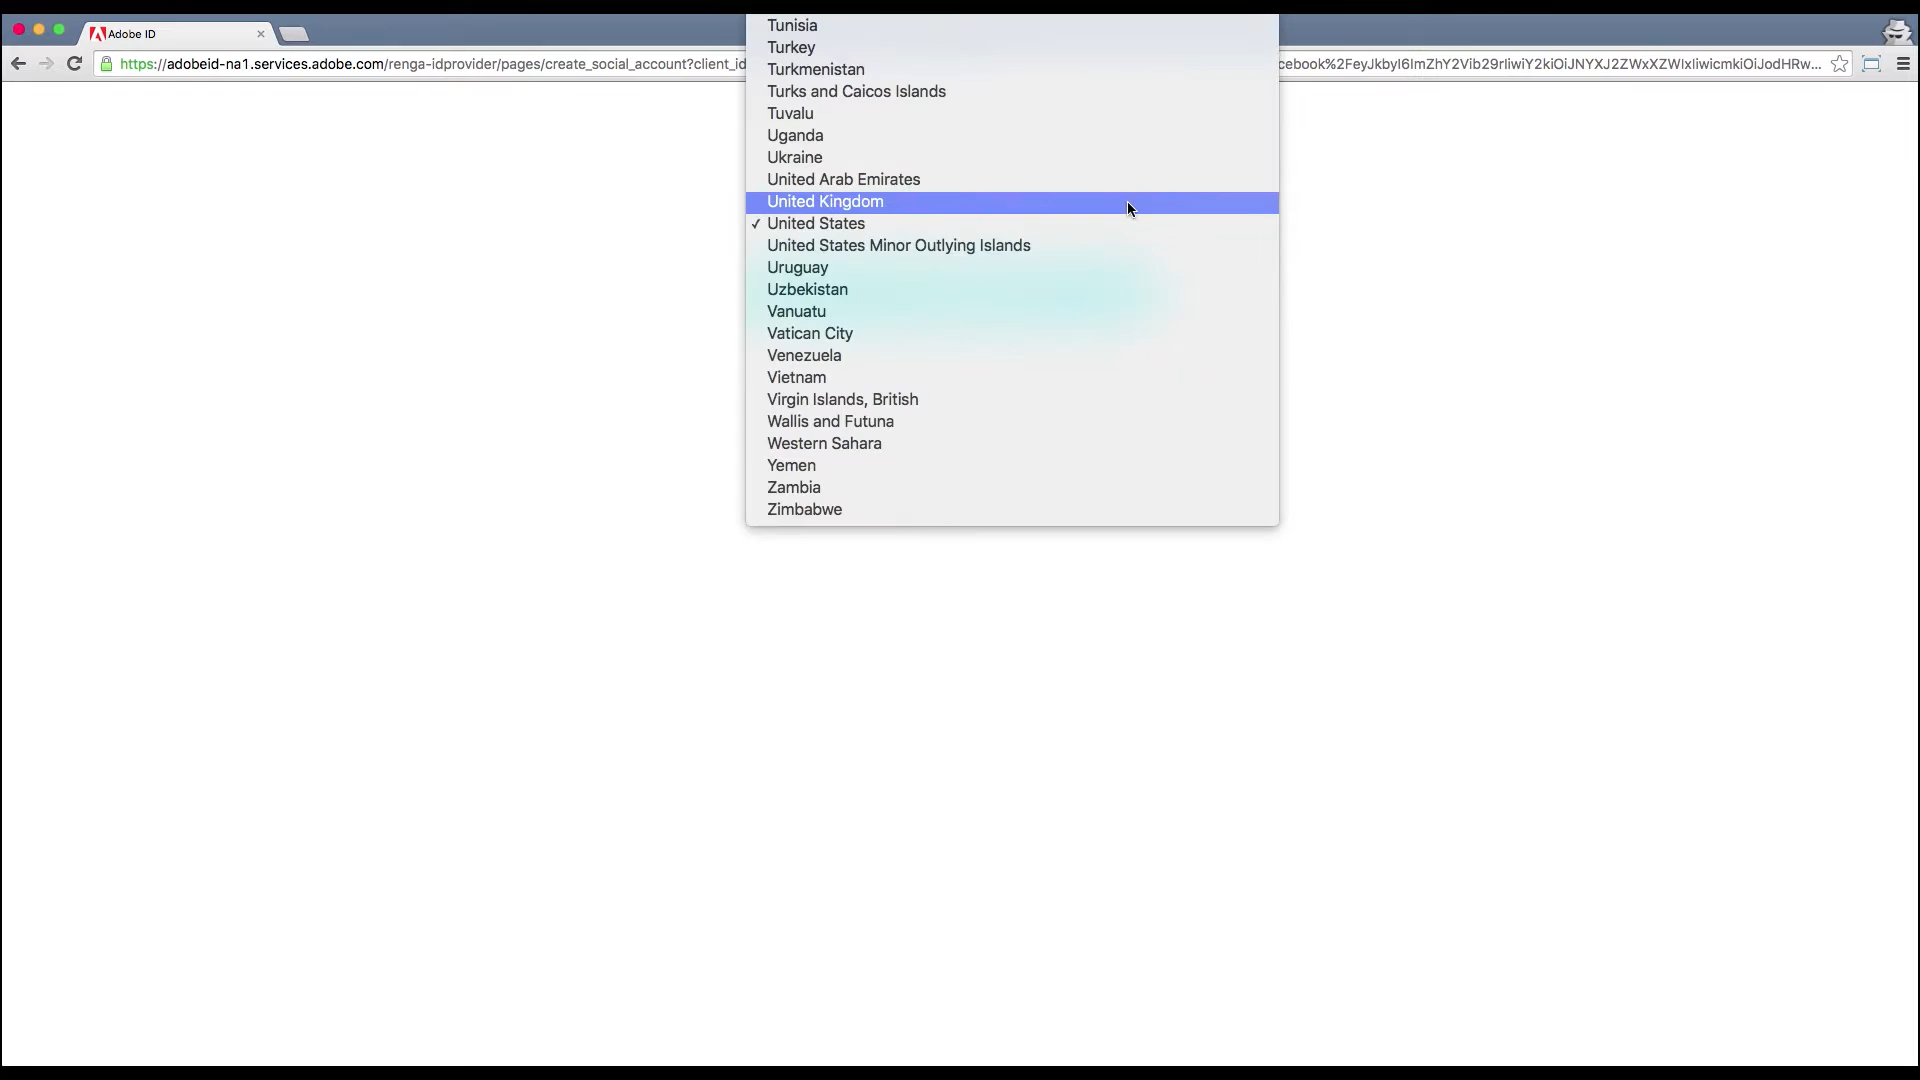 Adobe ID
https://adobeid-na1.services.adobe.com/renga-idprovider/pages/create_social_account?client_id
Tunisia
Turkey
Turkmenistan
Turks and Caicos Islands
Tuvalu
Uganda
Ukraine
United Arab Emirates
United Kingdom
✓ United States
United States Minor Outlying Islands
Uruguay
Uzbekistan
Vanuatu
Vatican City
Venezuela
Vietnam
Virgin Islands, British
Wallis and Futuna
Western Sahara
Yemen
Zambia
Zimbabwe